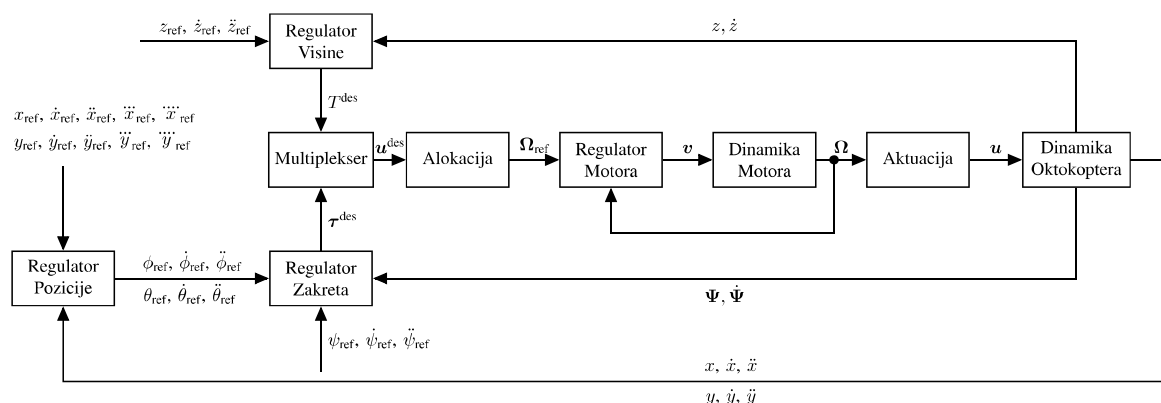 z_ref, ż_ref, z̈_ref
Regulator
Visine
z, ż
T^des
x_ref, ẋ_ref, ẍ_ref, x⃛_ref, x⃜_ref
y_ref, ẏ_ref, ÿ_ref, y⃛_ref, y⃜_ref
Multiplekser
u^des
Alokacija
Ω_ref
Regulator
Motora
v
Dinamika
Motora
Ω
Aktuacija
u
Dinamika
Oktokoptera
τ^des
Regulator
Pozicije
ϕ_ref, ϕ̇_ref, ϕ̈_ref
θ_ref, θ̇_ref, θ̈_ref
Regulator
Zakreta
Ψ, Ψ̇
ψ_ref, ψ̇_ref, ψ̈_ref
x, ẋ, ẍ
y, ẏ, ÿ